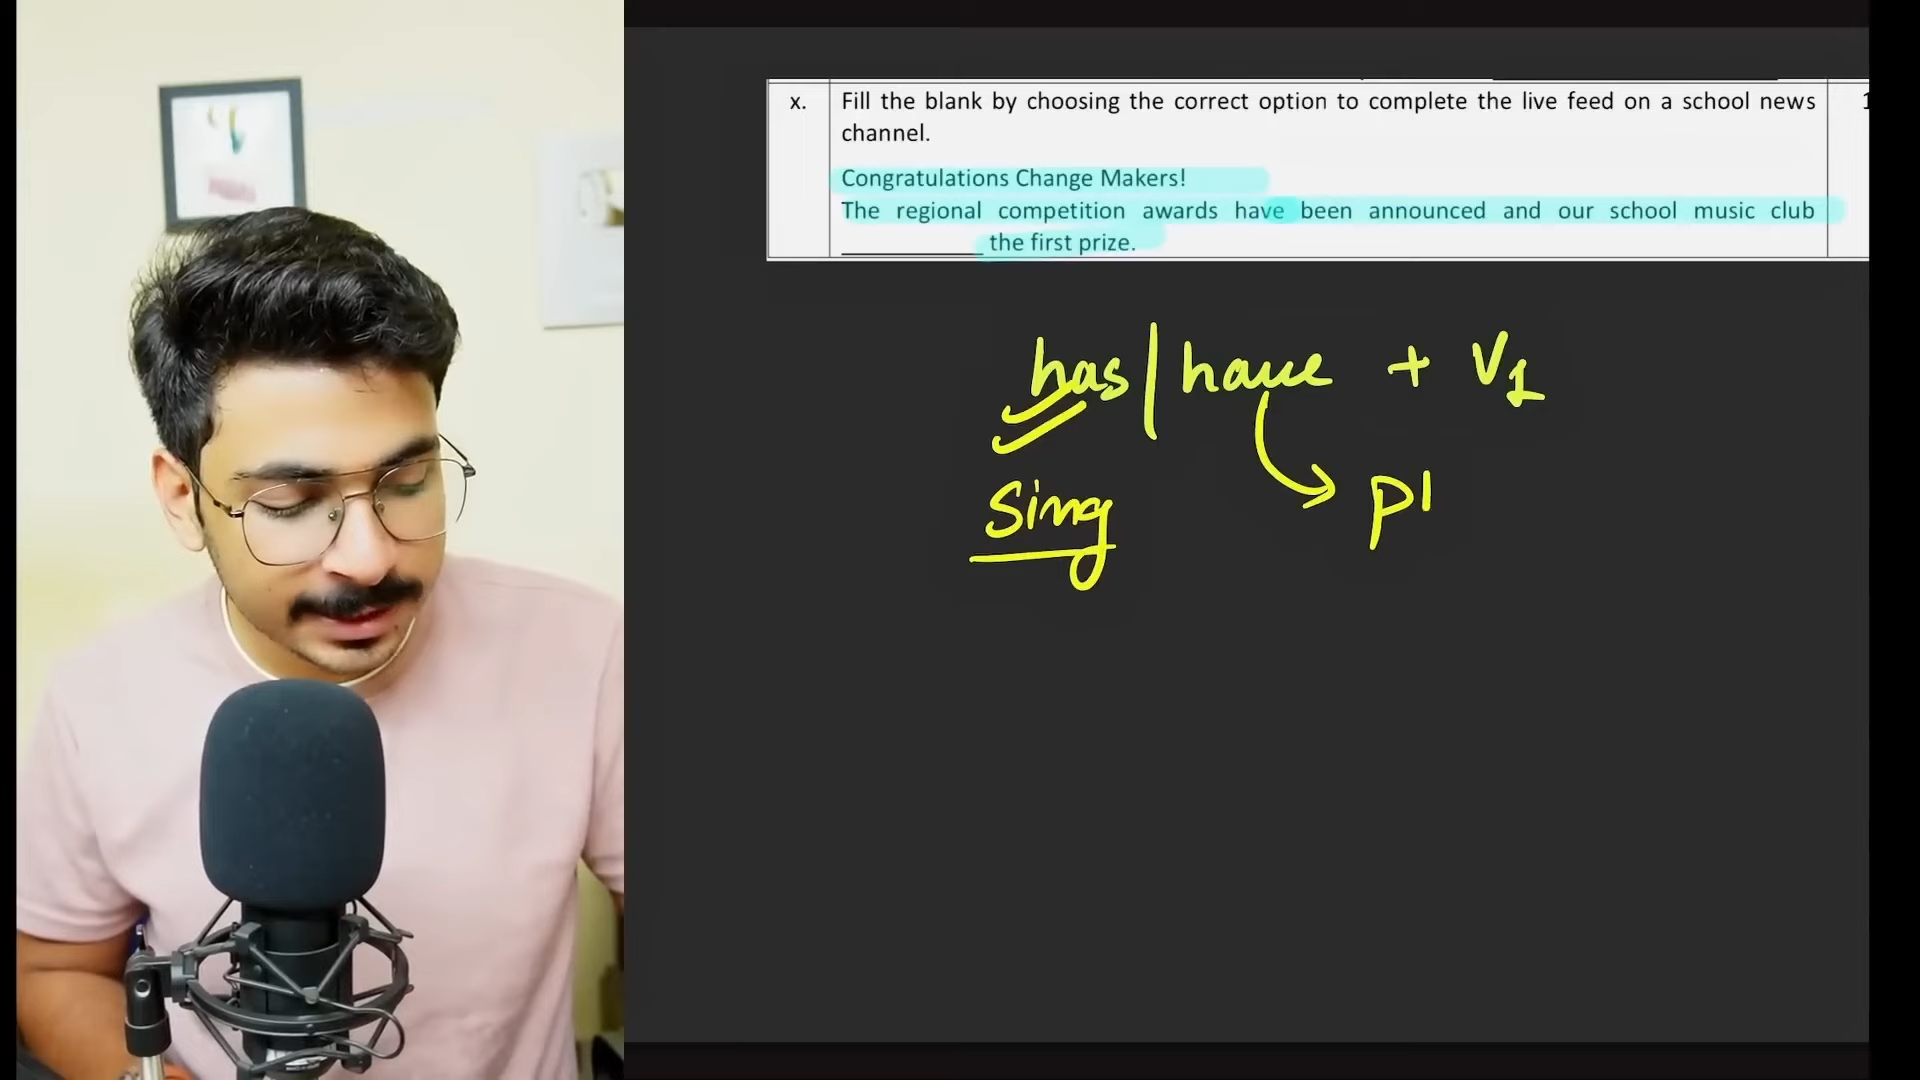 x. Fill the blank by choosing the correct option to complete the live feed on a school news
channel.
Congratulations Change Makers!
The regional competition awards have been announced and our school music club
____________ the first prize.
has | have + V1
Sing
Pl